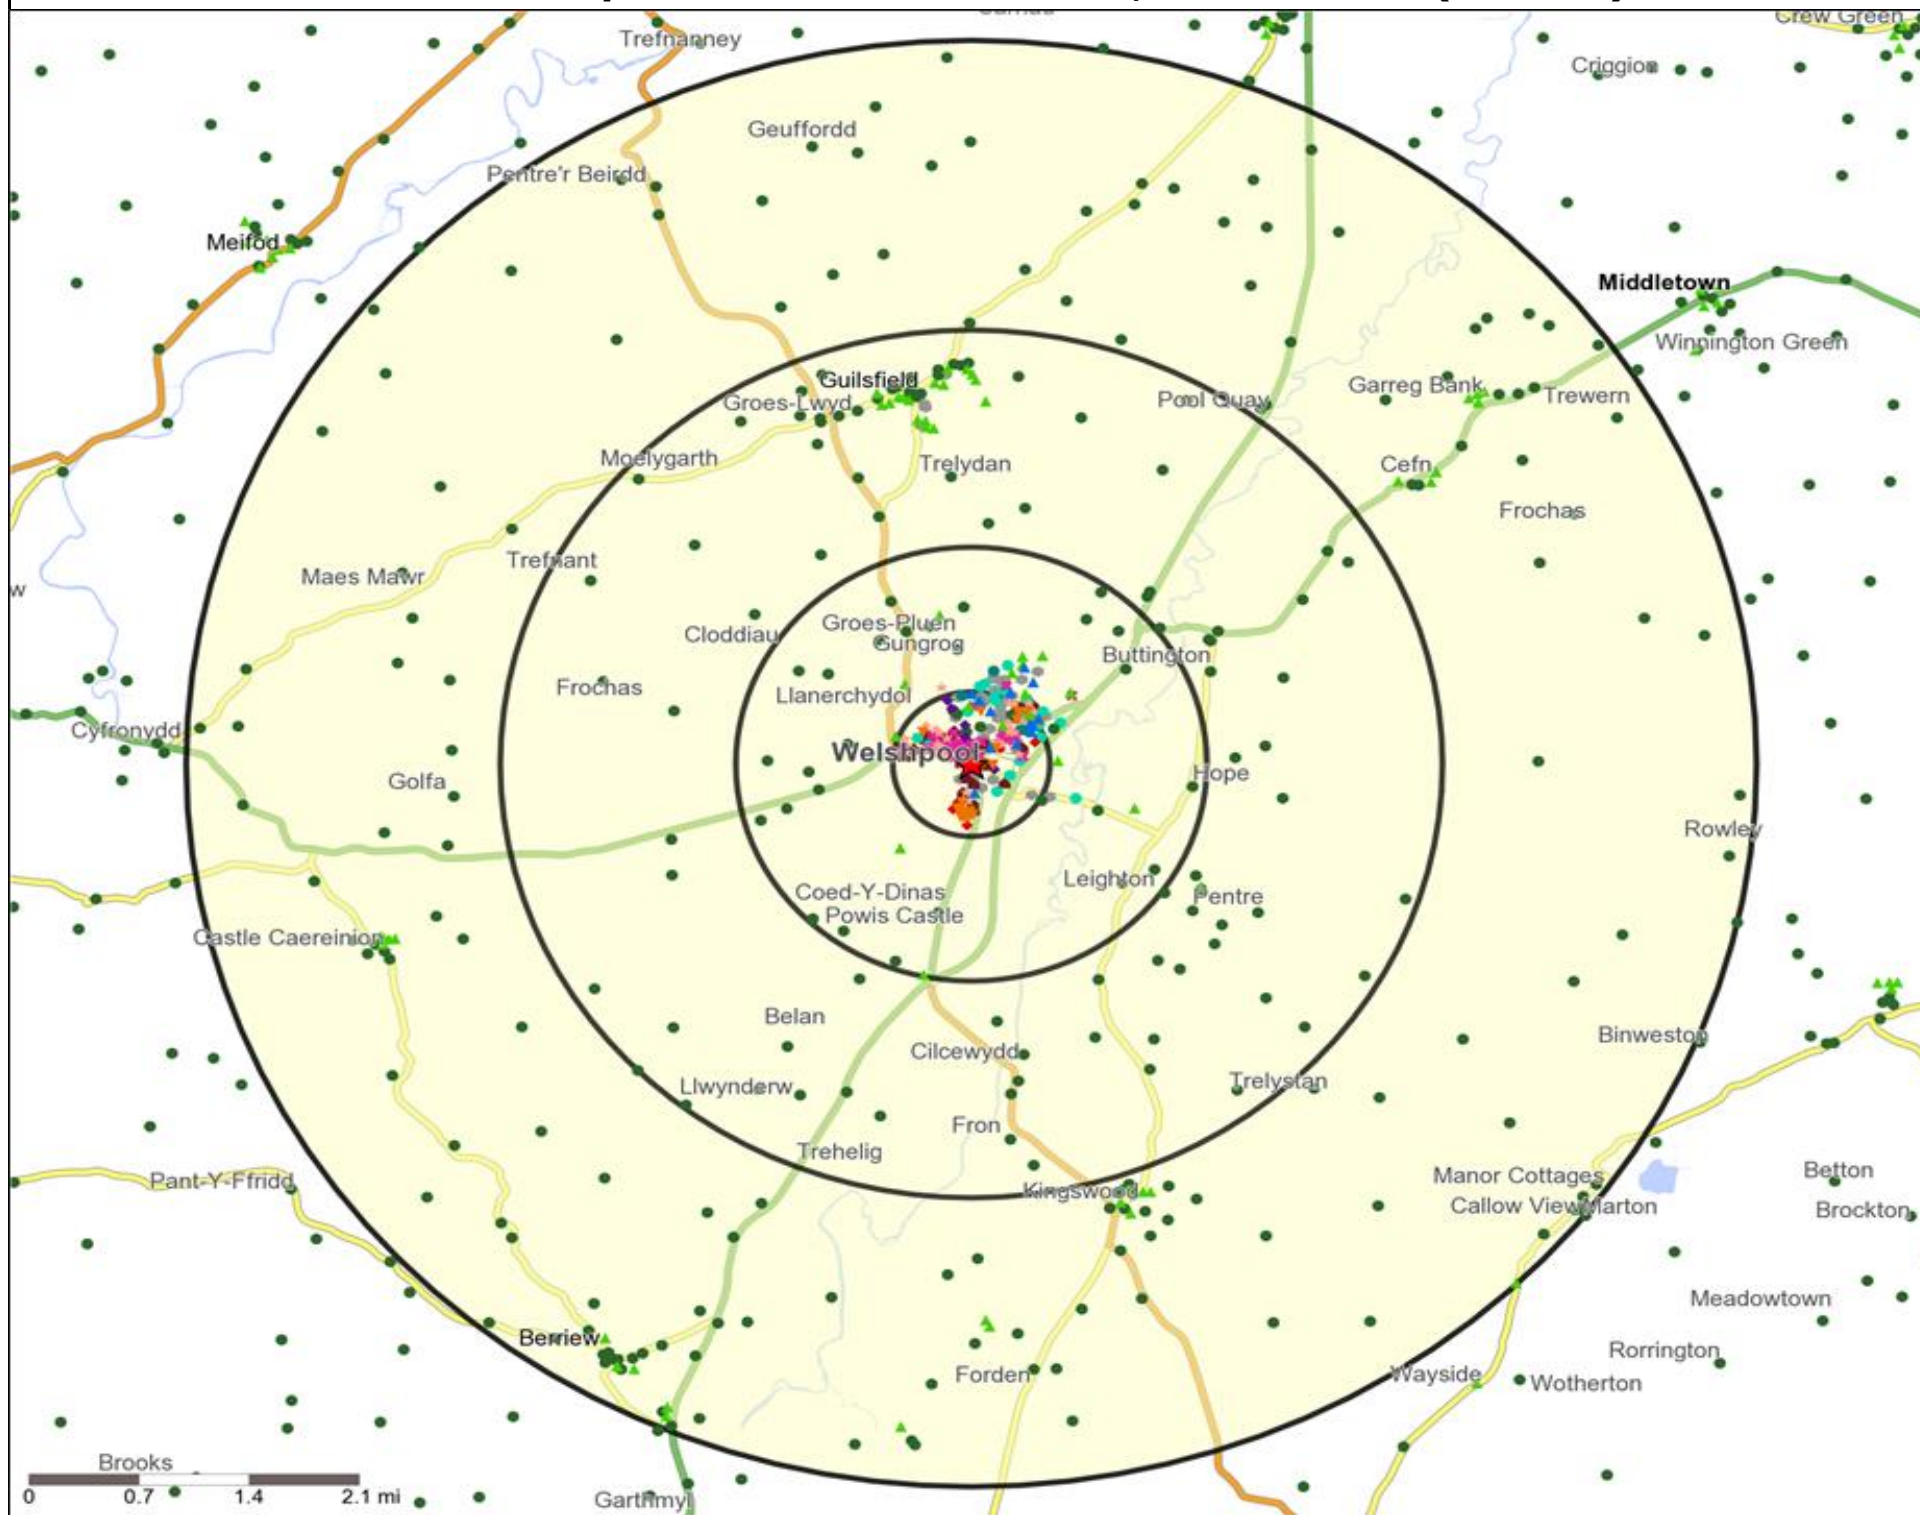 Crew Green
Trefnanney
Criggion
Geuffordd
Pentre'r Beirdd
Meifod
Middletown
Winnington Green
Guilsfield
Garreg Bank
Trewern
Groes-Lwyd
Pool Quay
Moelygarth
Trelydan
Cefn
Frochas
Trefnant
Maes Mawr
w
Groes-Pluen
Cloddiau
Gungrog
Buttington
Frochas
Llanerchydol
Cyfronydd
Welshpool
Golfa
Hope
Rowley
Leighton
Coed-Y-Dinas
Pentre
Powis Castle
Castle Caereinion
Belan
Binweston
Cilcewydd
Llwynderw
Trelystan
Fron
Trehelig
Pant-Y-Ffridd
Kingswood
Manor Cottages
Betton
Callow View
Marton
Brockton
Meadowtown
Berriew
Rorrington
Forden
Wayside
Wotherton
Brooks
0 0.7 1.4 2.1 mi
Garthmyl